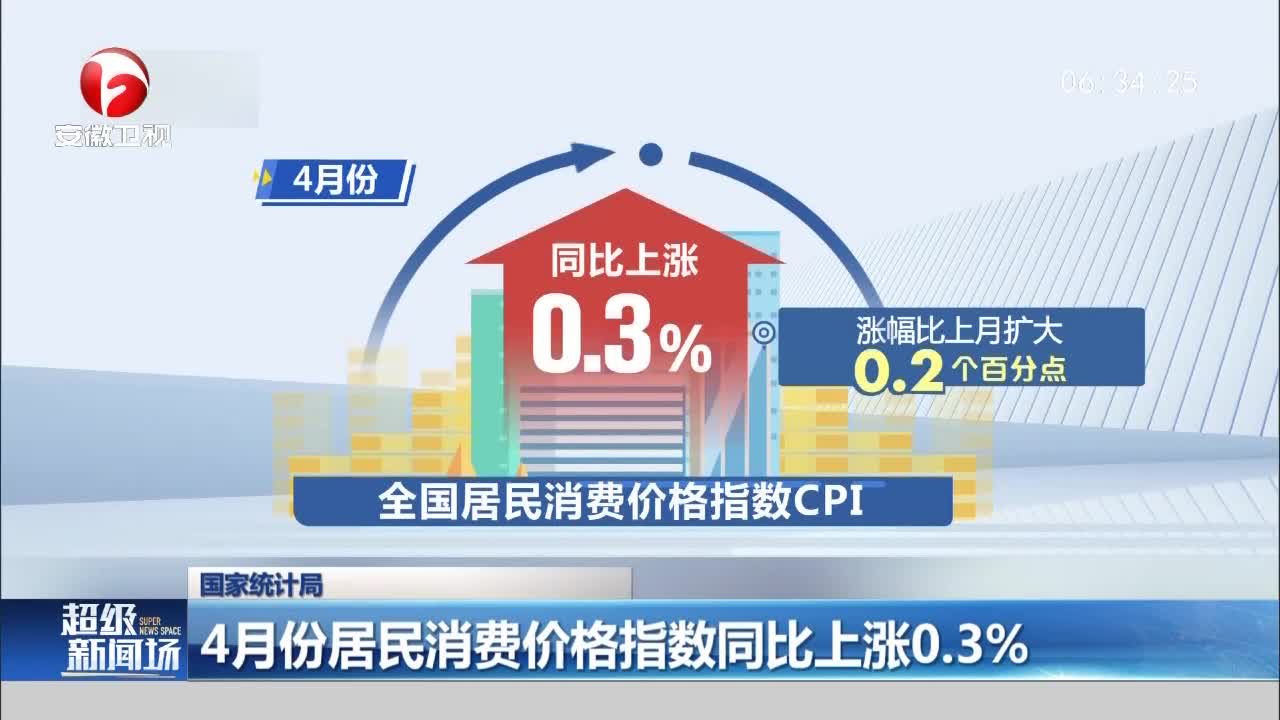 安徽卫视
06:34:25
4月份
同比上涨
0.3%
涨幅比上月扩大
0.2个百分点
全国居民消费价格指数CPI
国家统计局
超级
新闻场
SUPER
NEWS SPACE
4月份居民消费价格指数同比上涨0.3%